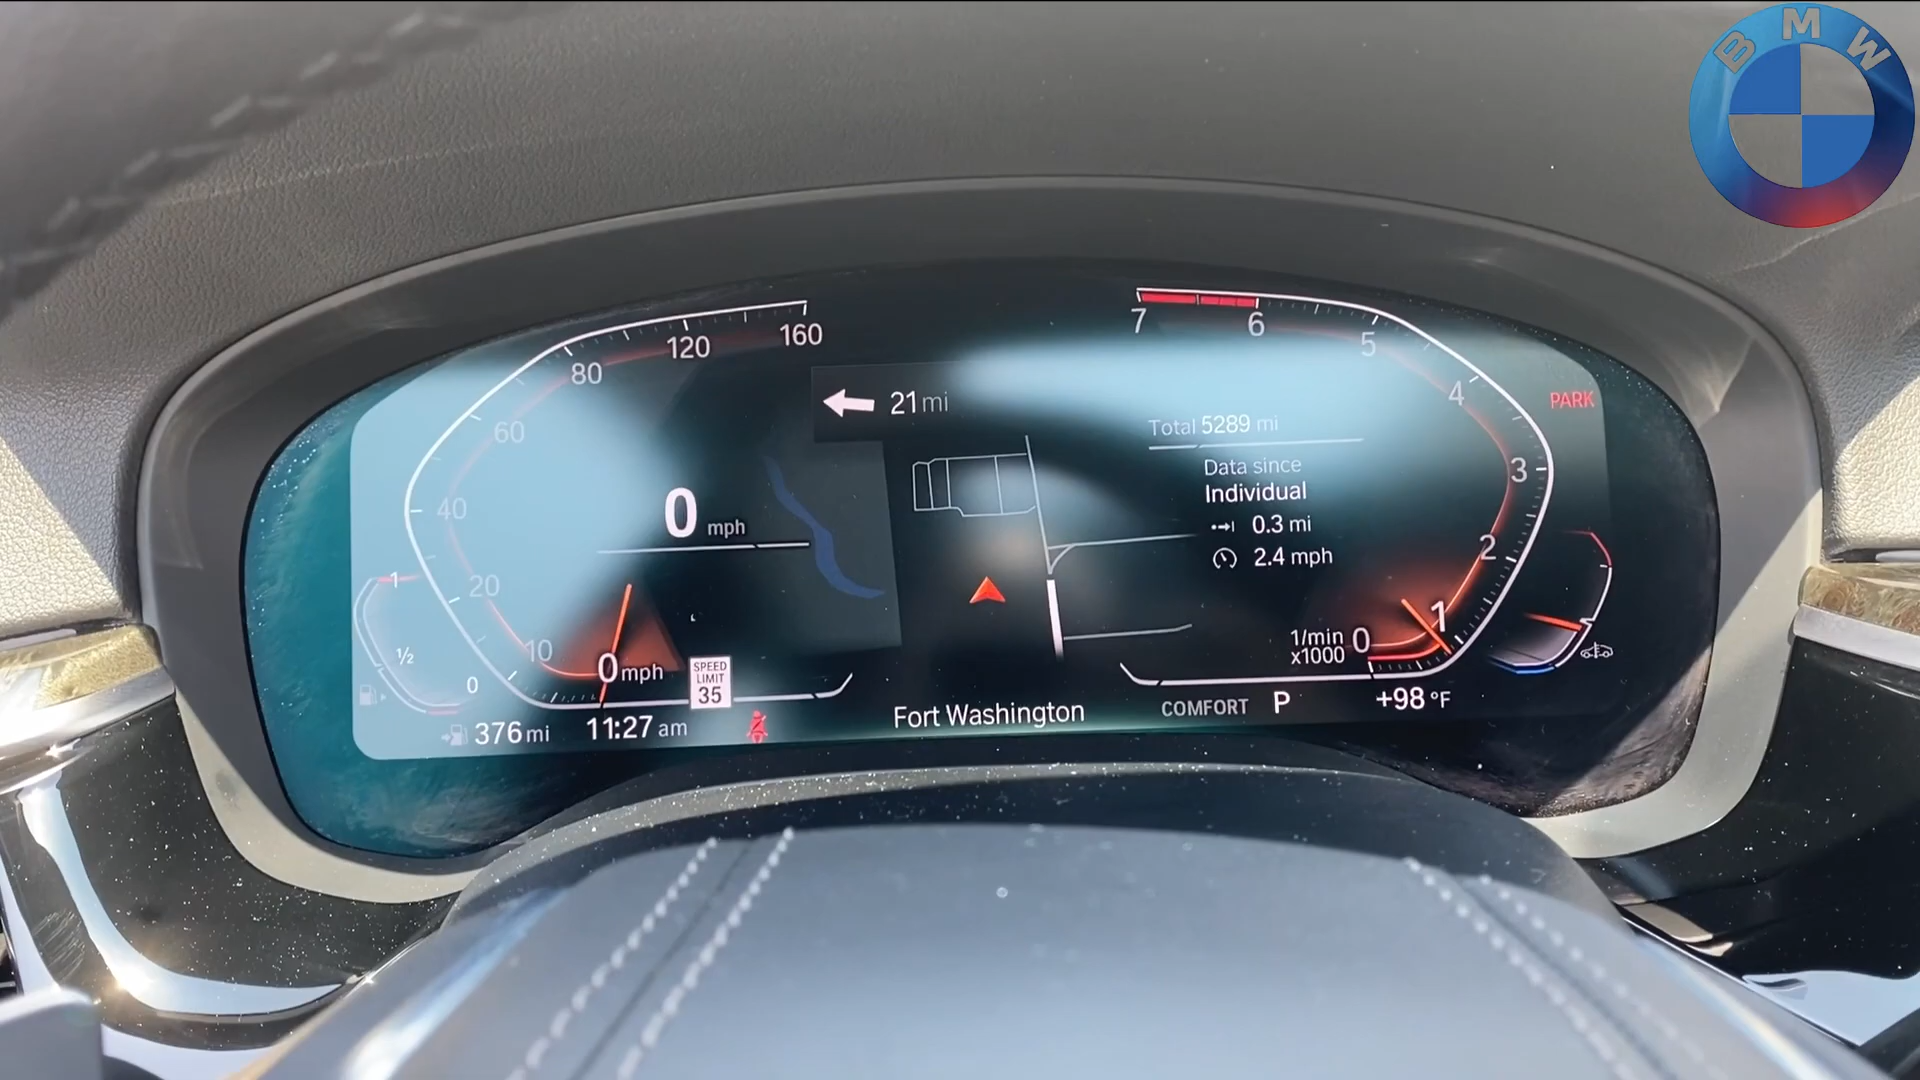 BMW
160
120
80
60
40
20
10
0 mph
0 mph
21 mi
7
6
5
4
3
2
1
0
1/min
x1000
PARK
Total 5289 mi
Data since
Individual
0.3 mi
2.4 mph
1
½
0
SPEED
LIMIT
35
376 mi
11:27 am
Fort Washington
COMFORT P
+98 °F